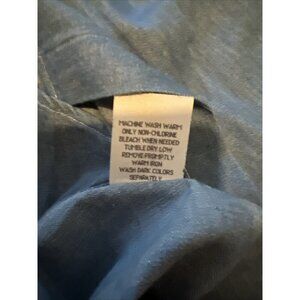 MACHINE WASH WARM
ONLY NON-CHLORINE
BLEACH WHEN NEEDED
TUMBLE DRY LOW
REMOVE PROMPTLY
WARM IRON
WASH DARK COLORS
SEPARATELY